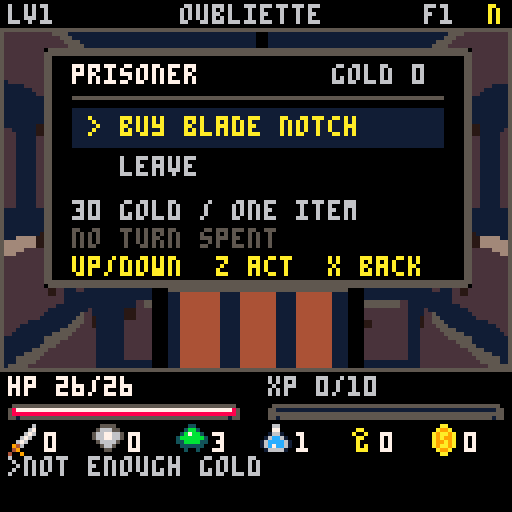 LV1 OUBLIETTE F1 N
PRISONER GOLD 0
> BUY BLADE NOTCH
LEAVE
30 GOLD / ONE ITEM
NO TURN SPENT
UP/DOWN Z ACT X BACK
HP 26/26 XP 0/10
0 0 3 1 0 0
>NOT ENOUGH GOLD